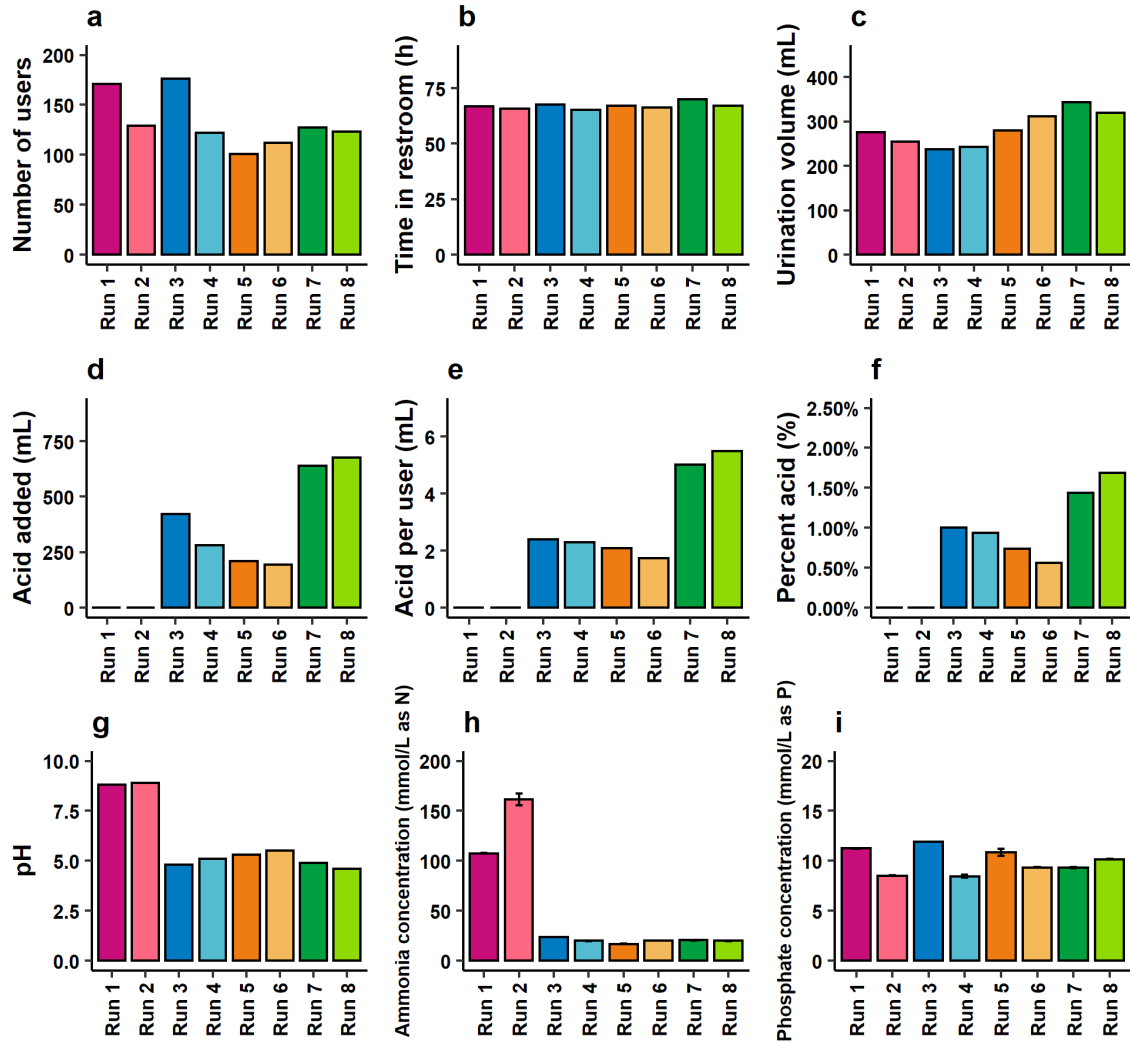 a
Number of users
200
150
100
50
0
Run 1
Run 2
Run 3
Run 4
Run 5
Run 6
Run 7
Run 8
b
Time in restroom (h)
75
50
25
0
Run 1
Run 2
Run 3
Run 4
Run 5
Run 6
Run 7
Run 8
c
Urination volume (mL)
400
300
200
100
0
Run 1
Run 2
Run 3
Run 4
Run 5
Run 6
Run 7
Run 8
d
Acid added (mL)
750
500
250
0
Run 1
Run 2
Run 3
Run 4
Run 5
Run 6
Run 7
Run 8
e
Acid per user (mL)
6
4
2
0
Run 1
Run 2
Run 3
Run 4
Run 5
Run 6
Run 7
Run 8
f
Percent acid (%)
2.50%
2.00%
1.50%
1.00%
0.50%
0.00%
Run 1
Run 2
Run 3
Run 4
Run 5
Run 6
Run 7
Run 8
g
pH
10.0
7.5
5.0
2.5
0.0
Run 1
Run 2
Run 3
Run 4
Run 5
Run 6
Run 7
Run 8
h
Ammonia concentration (mmol/L as N)
200
150
100
50
0
Run 1
Run 2
Run 3
Run 4
Run 5
Run 6
Run 7
Run 8
i
Phosphate concentration (mmol/L as P)
20
15
10
5
0
Run 1
Run 2
Run 3
Run 4
Run 5
Run 6
Run 7
Run 8